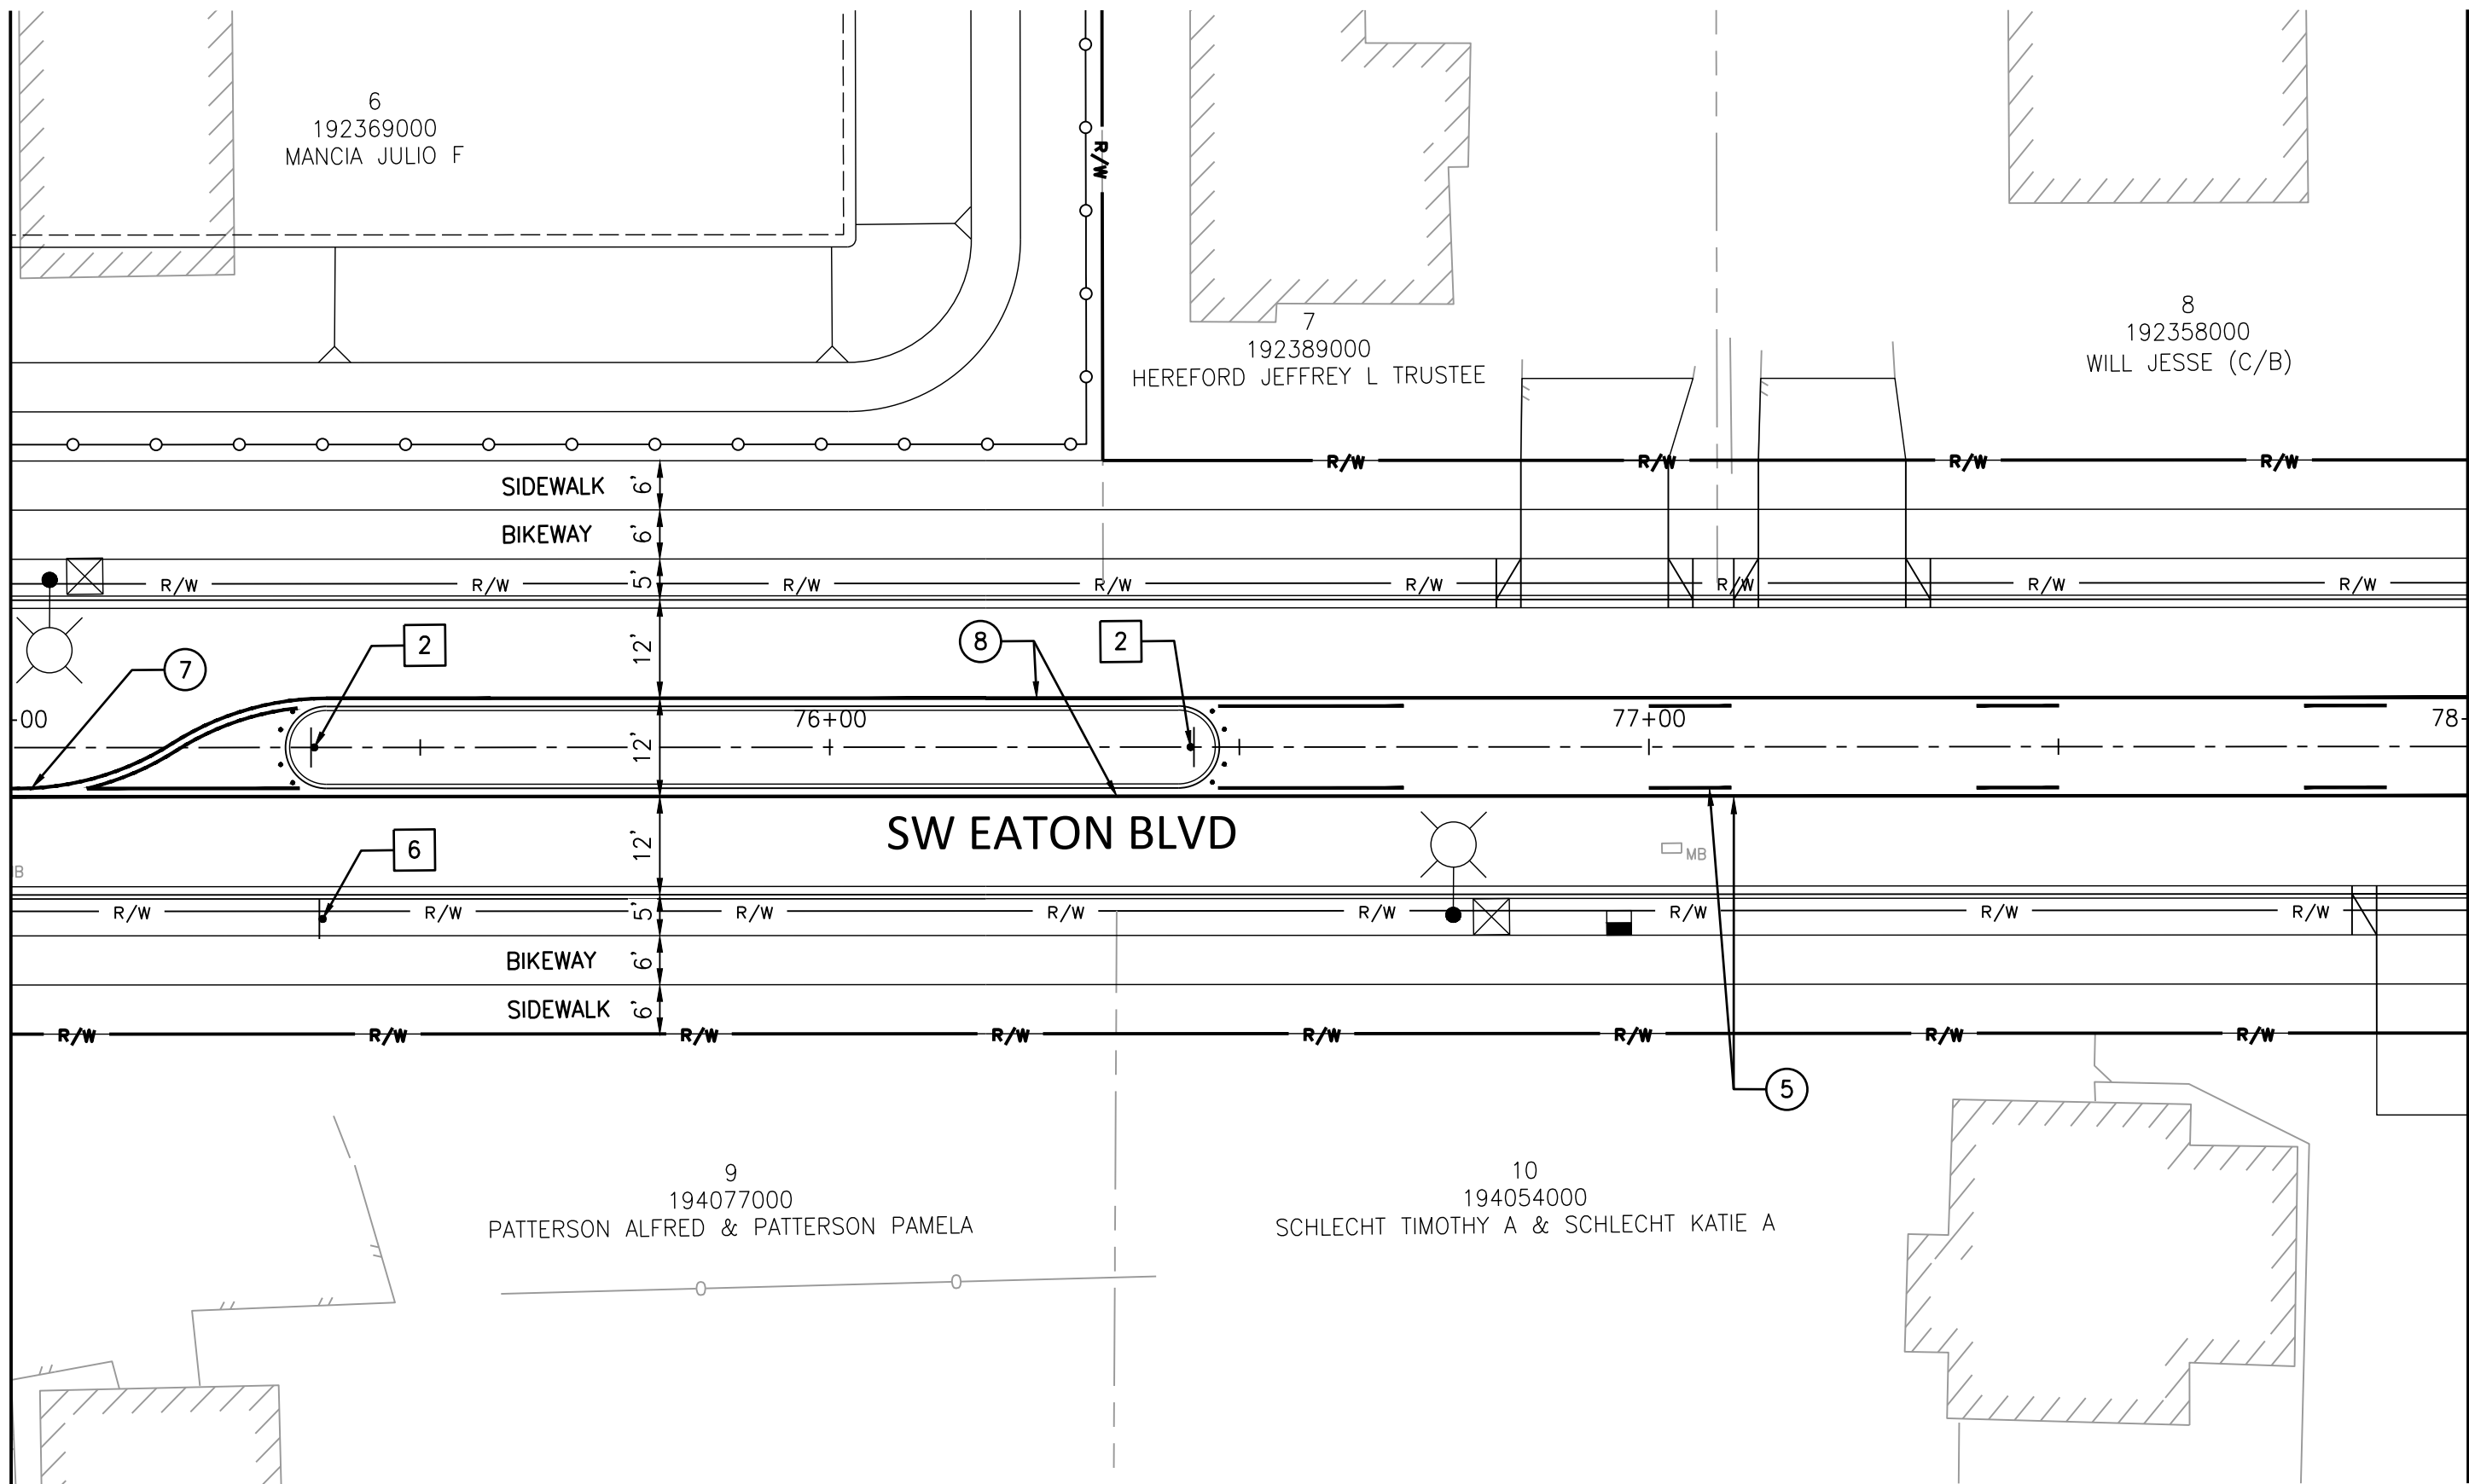 6
192369000
MANCIA JULIO F
R/W
7
192389000
HEREFORD JEFFREY L TRUSTEE
8
192358000
WILL JESSE (C/B)
R/W R/W R/W R/W
SIDEWALK 6'
BIKEWAY 6'
R/W R/W 5' R/W R/W R/W R/W R/W R/W
12'
2
8
2
7
-00 76+00 77+00 78-
12'
SW EATON BLVD
12'
6
MB
R/W R/W 5' R/W R/W R/W R/W R/W R/W
BIKEWAY 6'
SIDEWALK 6'
R/W R/W R/W R/W R/W R/W R/W R/W
5
9
194077000
PATTERSON ALFRED & PATTERSON PAMELA
10
194054000
SCHLECHT TIMOTHY A & SCHLECHT KATIE A